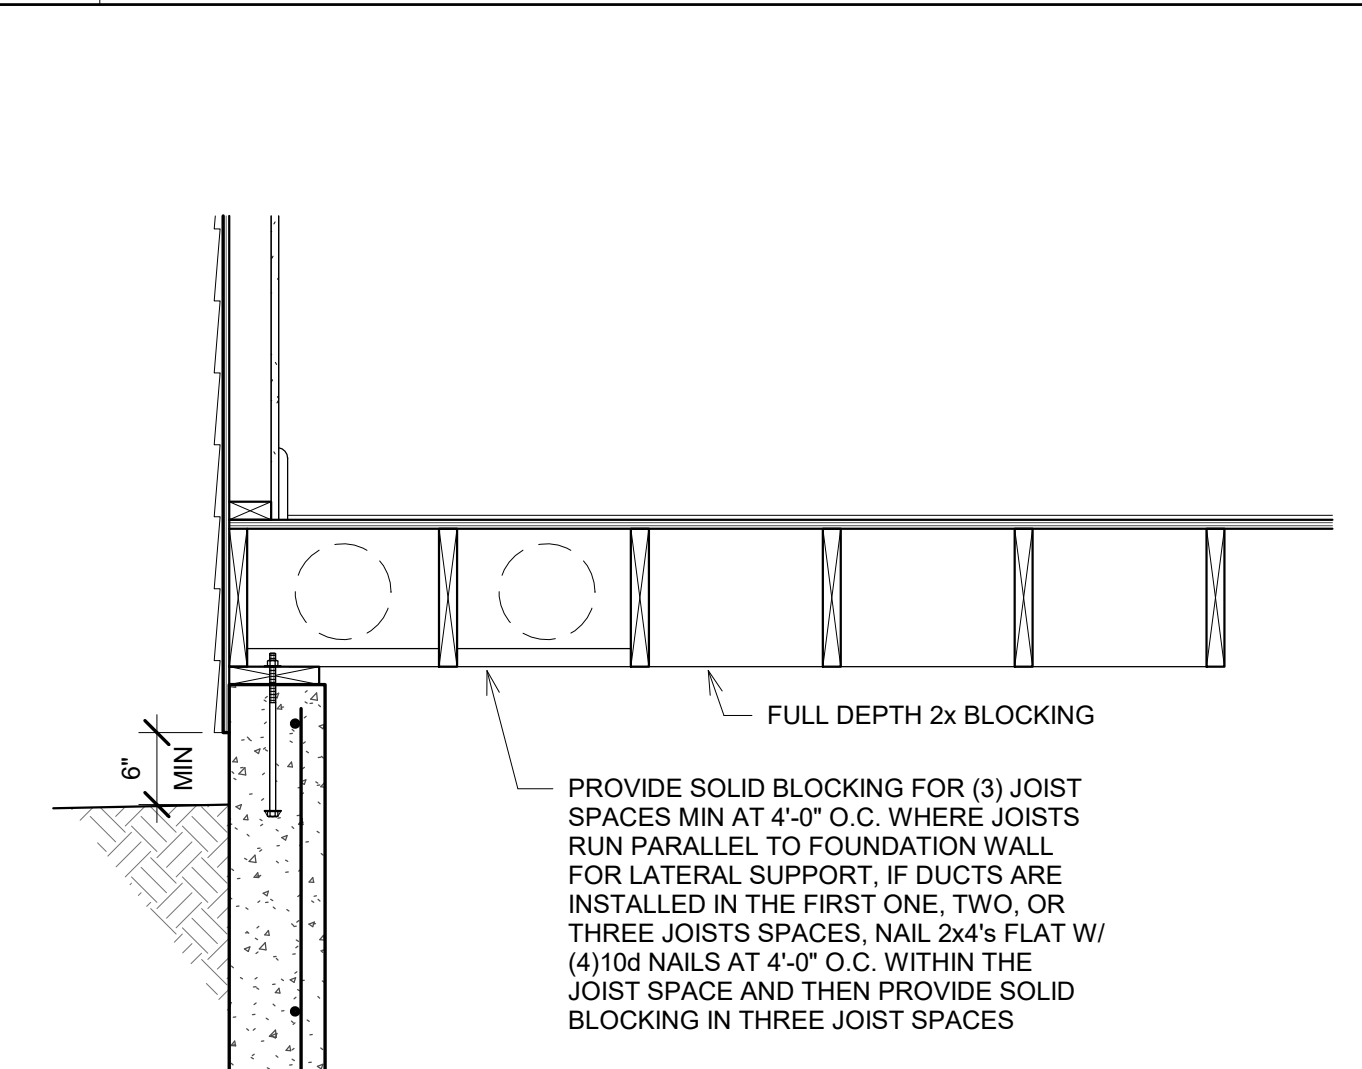 FULL DEPTH 2x BLOCKING
6"
MIN
PROVIDE SOLID BLOCKING FOR (3) JOIST
SPACES MIN AT 4'-0" O.C. WHERE JOISTS
RUN PARALLEL TO FOUNDATION WALL
FOR LATERAL SUPPORT, IF DUCTS ARE
INSTALLED IN THE FIRST ONE, TWO, OR
THREE JOISTS SPACES, NAIL 2x4's FLAT W/
(4)10d NAILS AT 4'-0" O.C. WITHIN THE
JOIST SPACE AND THEN PROVIDE SOLID
BLOCKING IN THREE JOIST SPACES